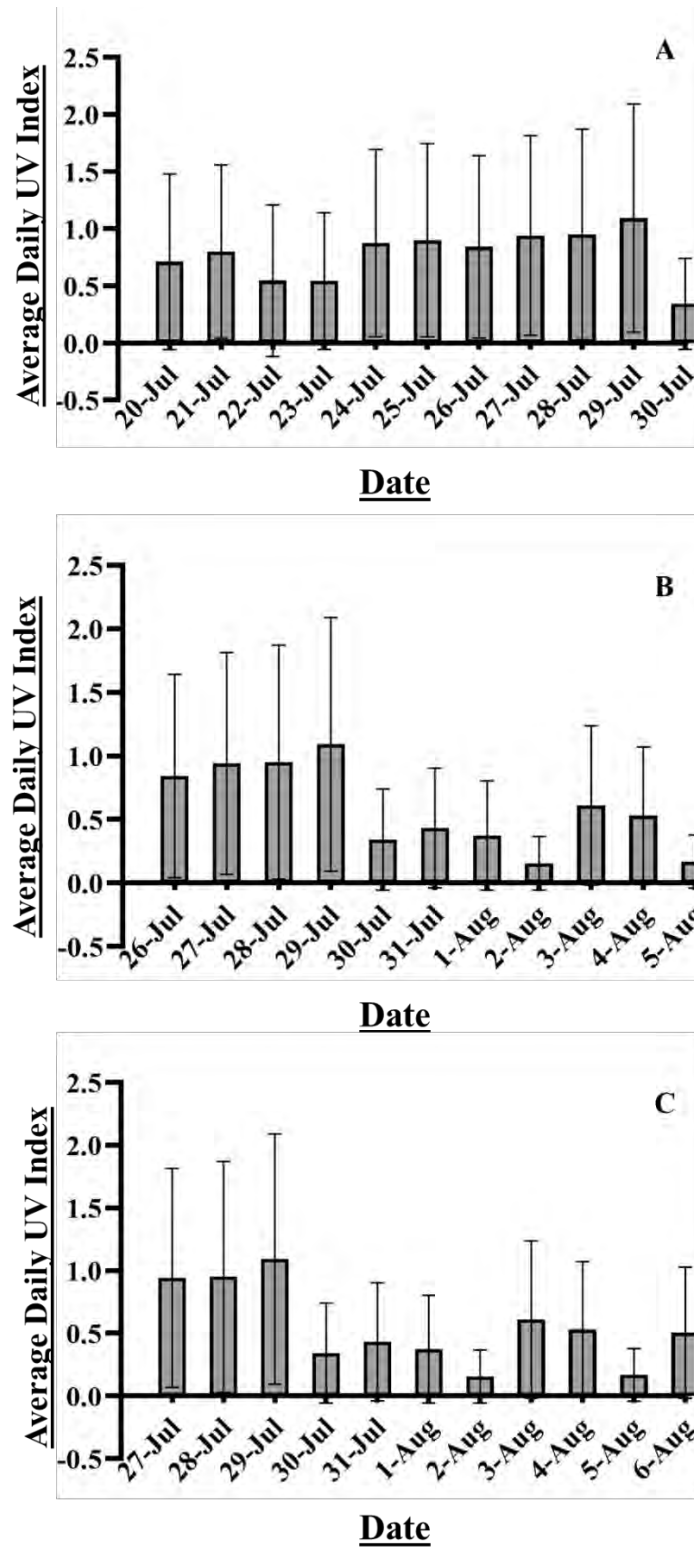 A
Average Daily UV Index
2.5
2.0
1.5
1.0
0.5
0.0
-0.5
20-Jul
21-Jul
22-Jul
23-Jul
24-Jul
25-Jul
26-Jul
27-Jul
28-Jul
29-Jul
30-Jul
Date
B
Average Daily UV Index
2.5
2.0
1.5
1.0
0.5
0.0
-0.5
26-Jul
27-Jul
28-Jul
29-Jul
30-Jul
31-Jul
1-Aug
2-Aug
3-Aug
4-Aug
5-Aug
Date
C
Average Daily UV Index
2.5
2.0
1.5
1.0
0.5
0.0
-0.5
27-Jul
28-Jul
29-Jul
30-Jul
31-Jul
1-Aug
2-Aug
3-Aug
4-Aug
5-Aug
6-Aug
Date